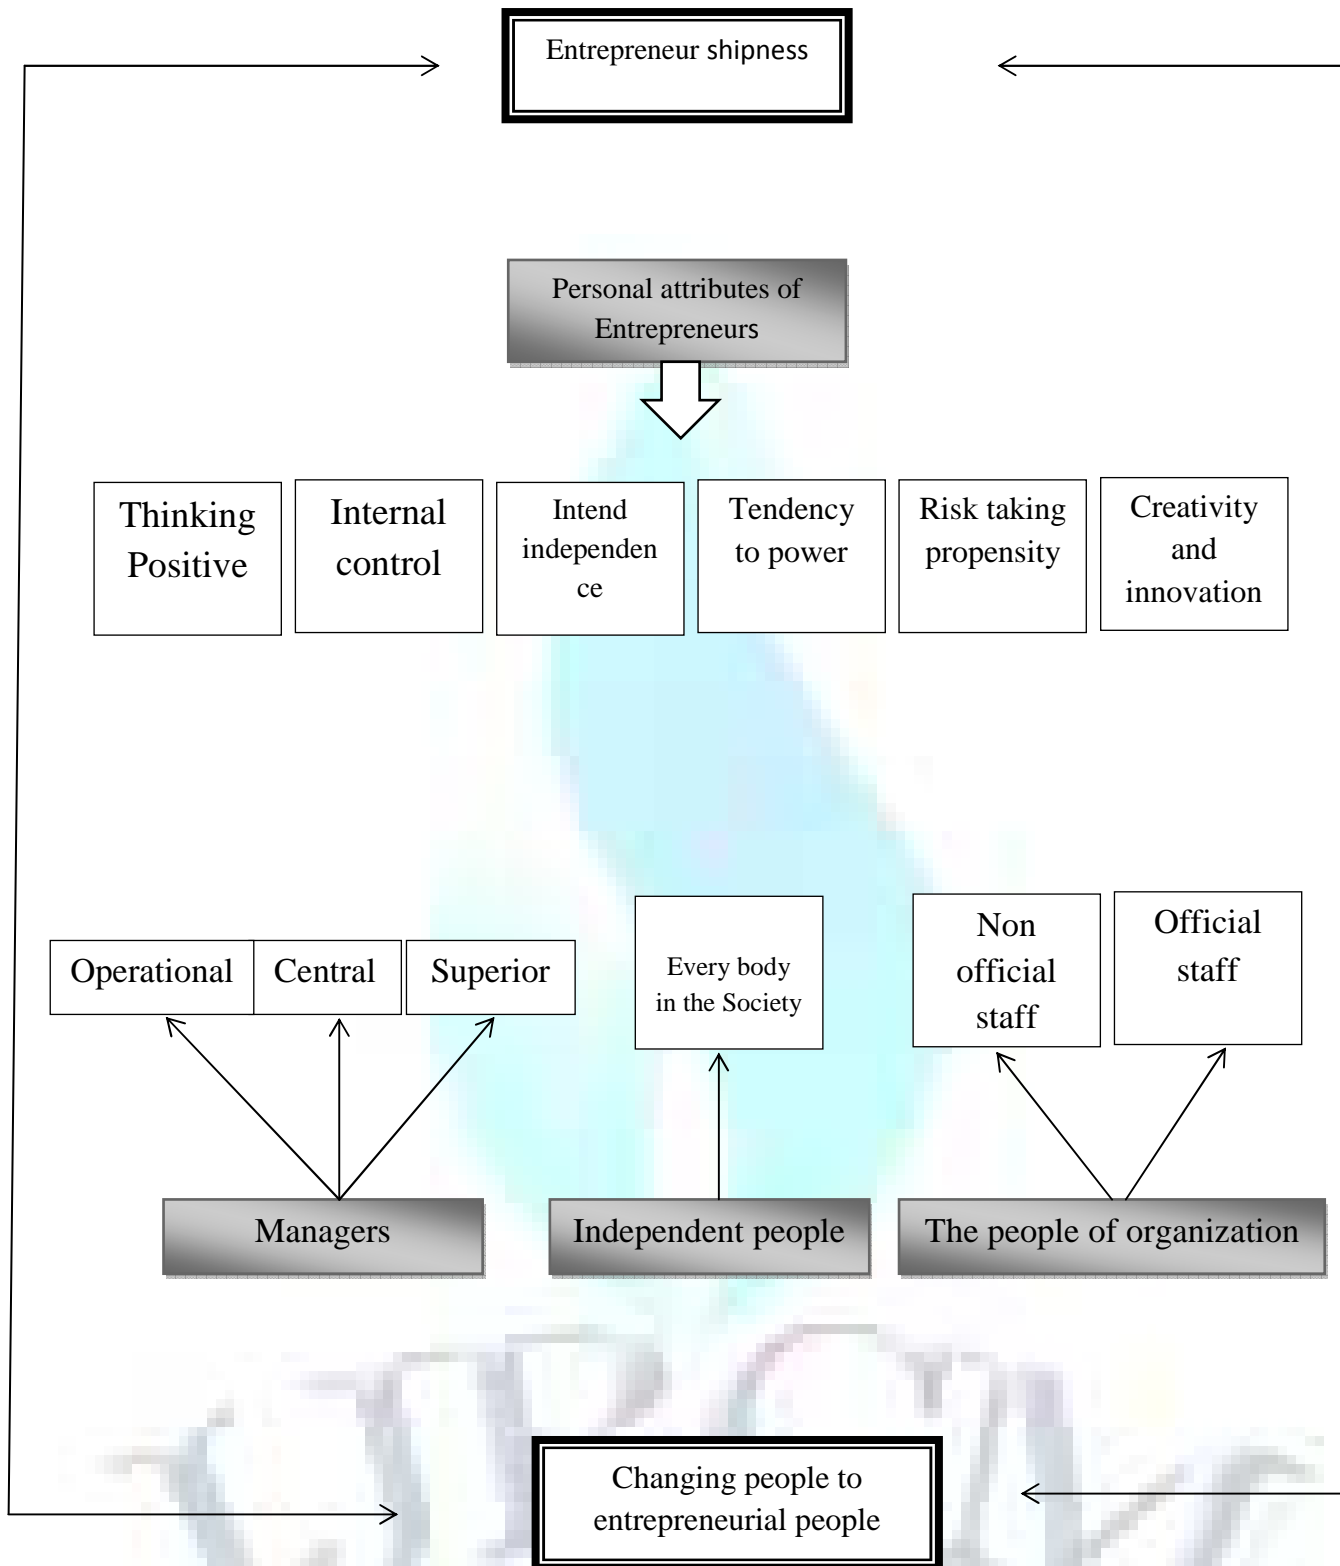 Entrepreneur shipness
Personal attributes of
Entrepreneurs
Thinking
Positive
Internal
control
Intend
independen
ce
Tendency
to power
Risk taking
propensity
Creativity
and
innovation
Operational
Central
Superior
Every body
in the Society
Non
official
staff
Official
staff
Managers
Independent people
The people of organization
Changing people to
entrepreneurial people